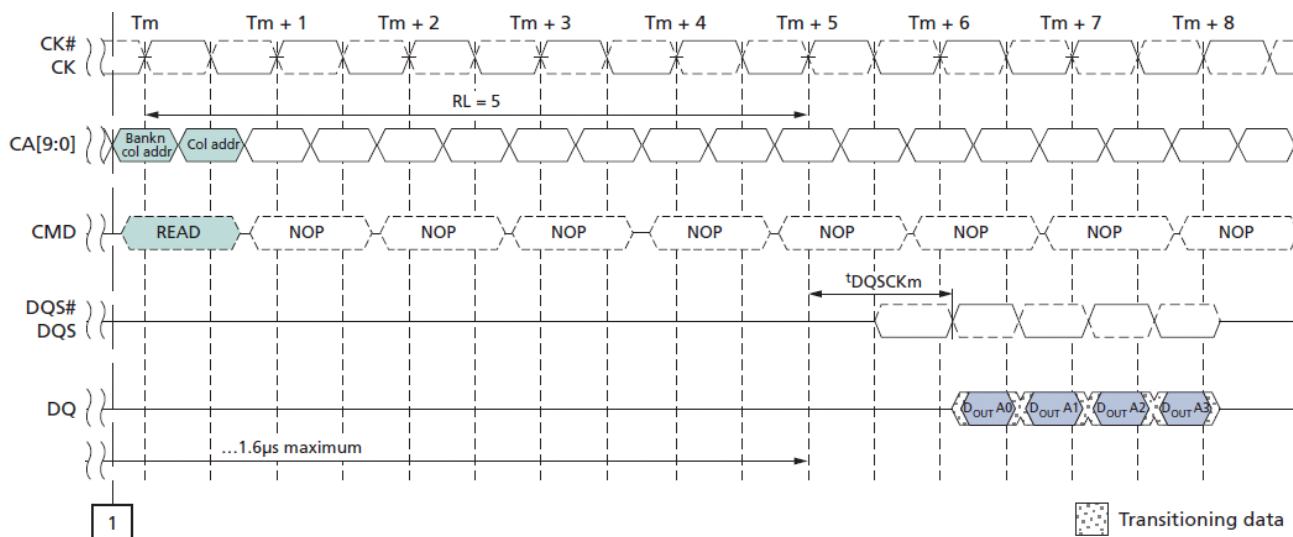 Tm Tm + 1 Tm + 2 Tm + 3 Tm + 4 Tm + 5 Tm + 6 Tm + 7 Tm + 8
CK#
CK
RL = 5
CA[9:0] Bankn
col addr Col addr
CMD READ NOP NOP NOP NOP NOP NOP NOP NOP
tDQSCKm
DQS#
DQS
DQ DOUT A0 DOUT A1 DOUT A2 DOUT A3
...1.6µs maximum
1
Transitioning data